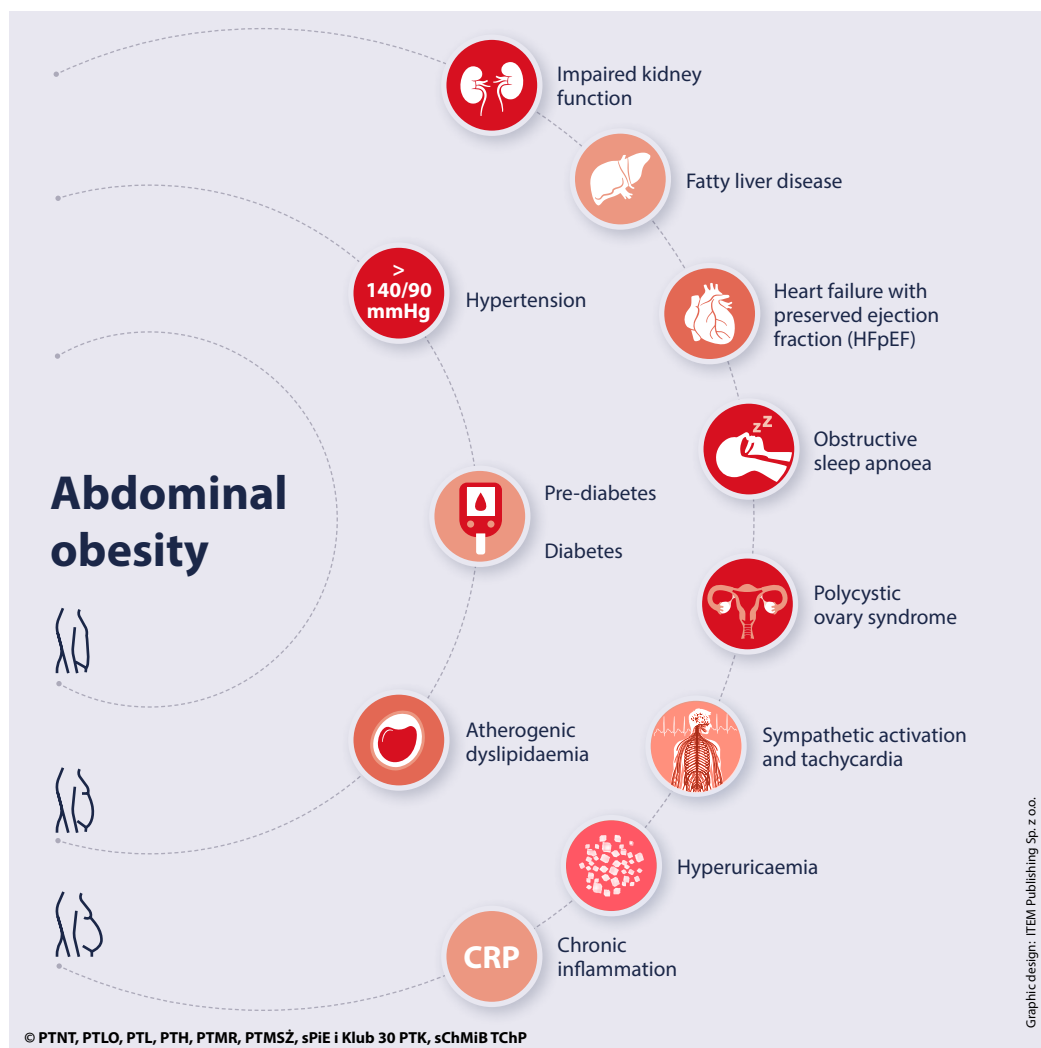 Impaired kidney
function
Fatty liver disease
>
140/90
mmHg
Hypertension
Heart failure with
preserved ejection
fraction (HFpEF)
zZ
Obstructive
sleep apnoea
Abdominal
obesity
Pre-diabetes
Diabetes
Polycystic
ovary syndrome
Atherogenic
dyslipidaemia
Sympathetic activation
and tachycardia
Hyperuricaemia
CRP
Chronic
inflammation
Graphic design: ITEM Publishing Sp. z o.o.
© PTNT, PTLO, PTL, PTH, PTMR, PTMSŻ, sPiE i Klub 30 PTK, sChMiB TChP